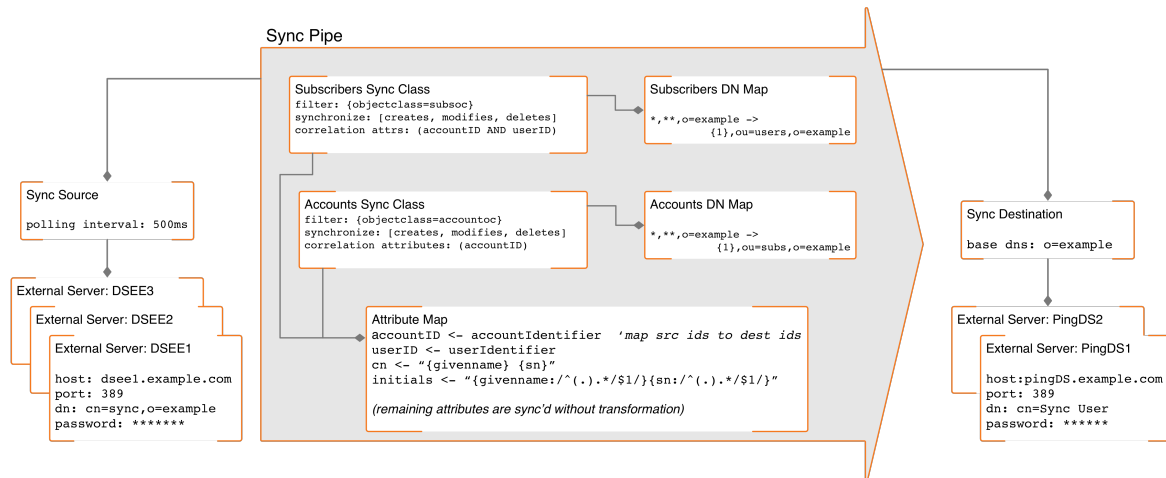 Sync Pipe
Subscribers Sync Class
filter: {objectclass=subsoc}
synchronize: [creates, modifies, deletes]
correlation attrs: (accountID AND userID)
Subscribers DN Map
*,**,o=example ->
{1},ou=users,o=example
Sync Source
polling interval: 500ms
Accounts Sync Class
filter: {objectclass=accountoc}
synchronize: [creates, modifies, deletes]
correlation attributes: (accountID)
Accounts DN Map
*,**,o=example ->
{1},ou=subs,o=example
Sync Destination
base dns: o=example
External Server: DSEE3
External Server: DSEE2
External Server: DSEE1
host: dsee1.example.com
port: 389
dn: cn=sync,o=example
password: *******
Attribute Map
accountID <- accountIdentifier ‘map src ids to dest ids
userID <- userIdentifier
cn <- “{givenname} {sn}”
initials <- “{givenname:/^(.).*/$1/}{sn:/^(.).*/$1/}”
(remaining attributes are sync’d without transformation)
External Server: PingDS2
External Server: PingDS1
host:pingDS.example.com
port: 389
dn: cn=Sync User
password: ******